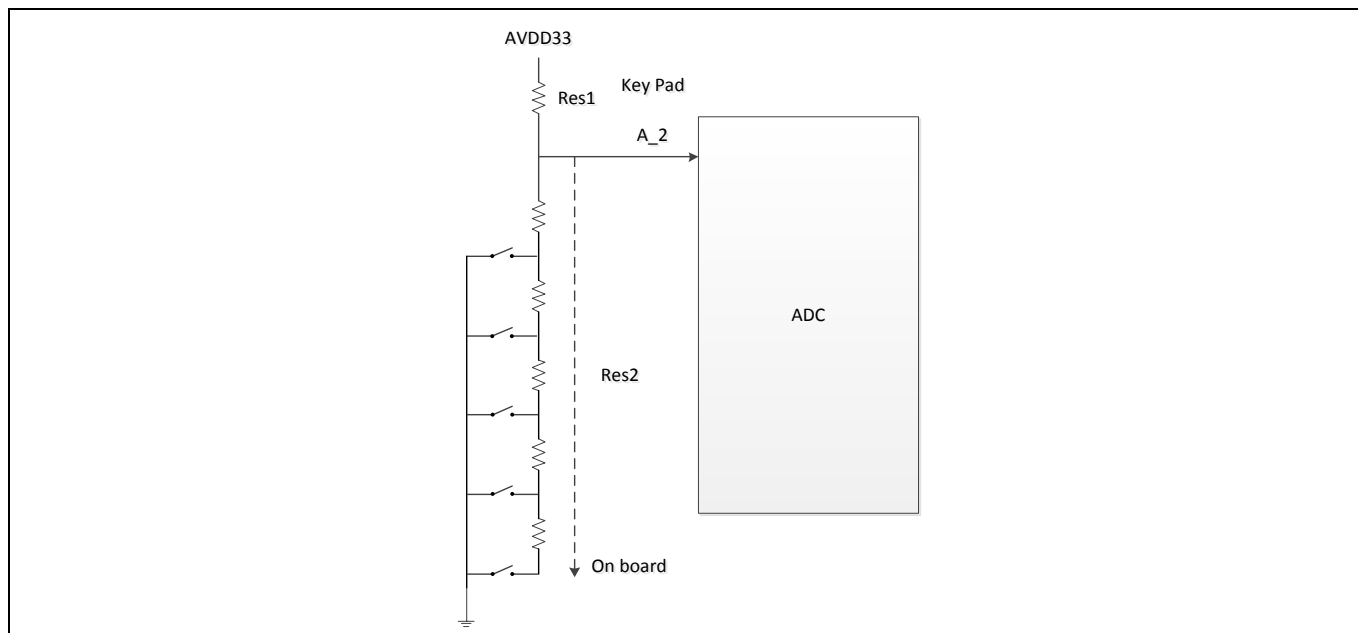 AVDD33
Key Pad
Res1
A_2
ADC
Res2
On board